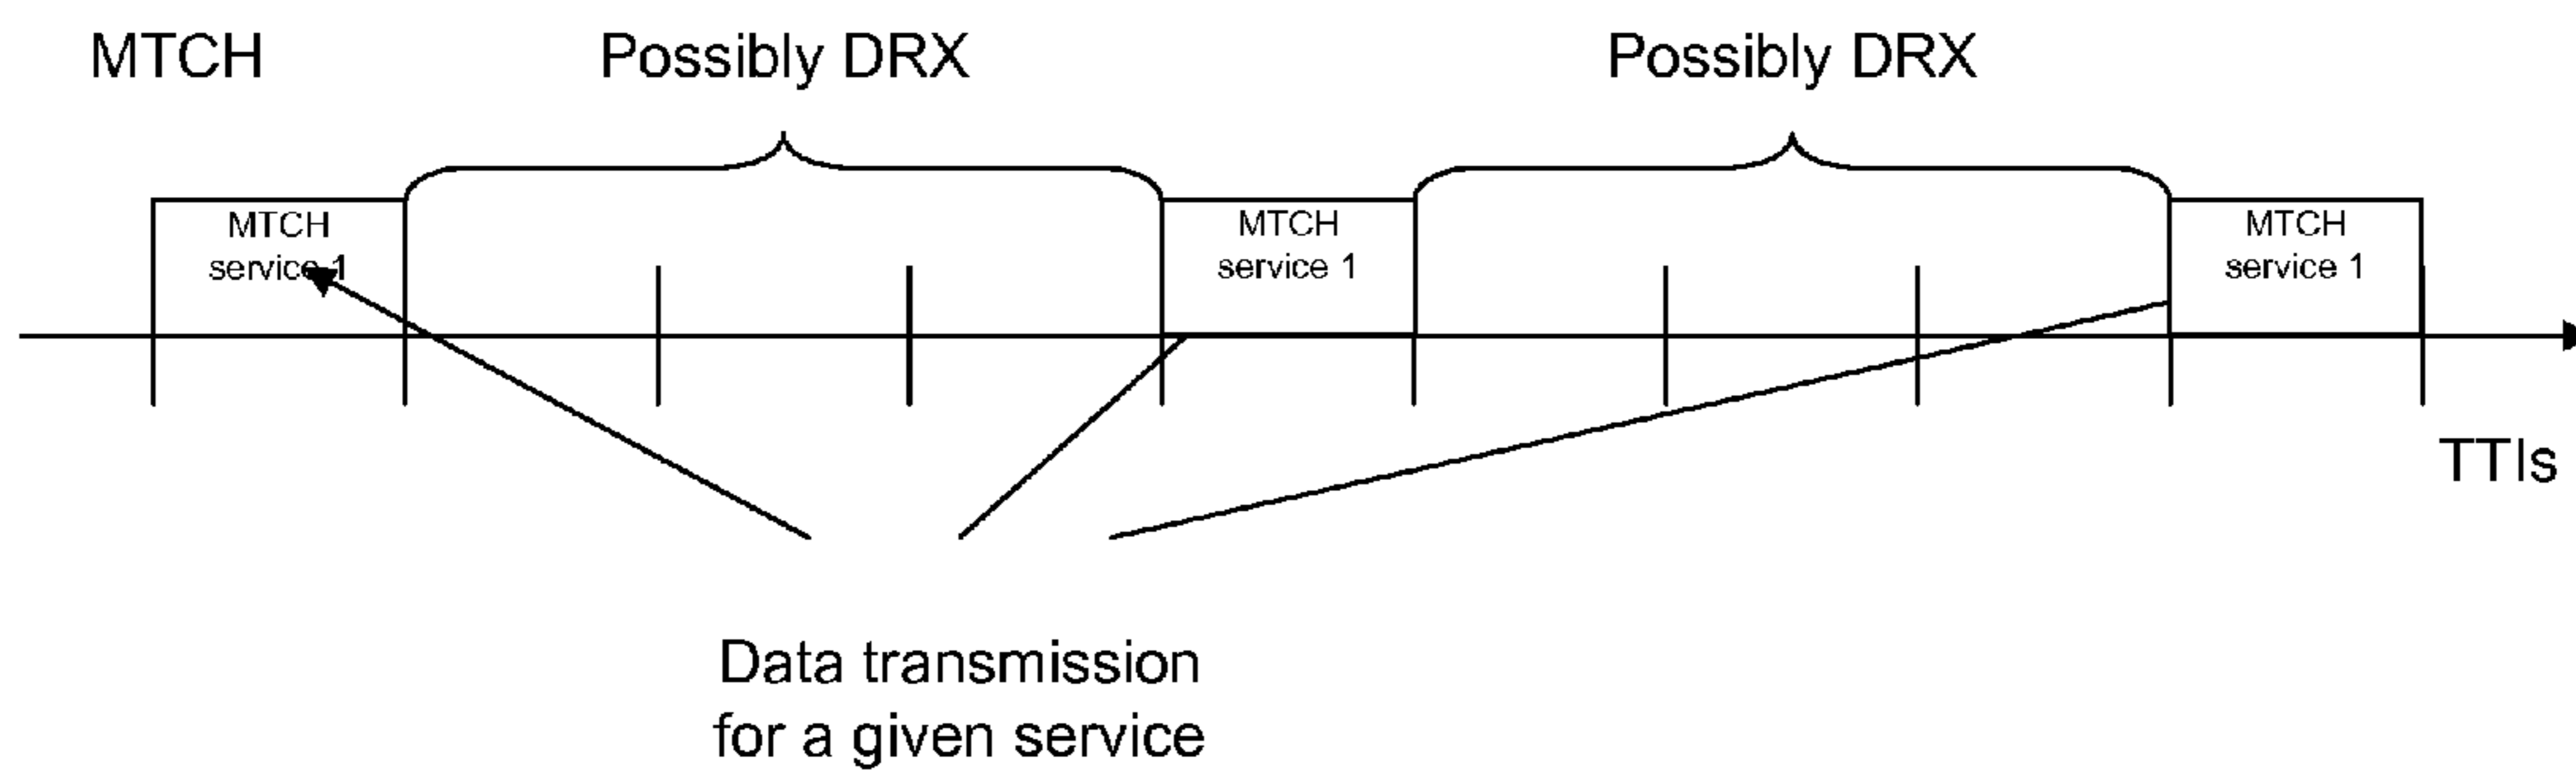 MTCH
Possibly DRX
Possibly DRX
MTCH
service 1
MTCH
service 1
MTCH
service 1
TTIs
Data transmission
for a given service